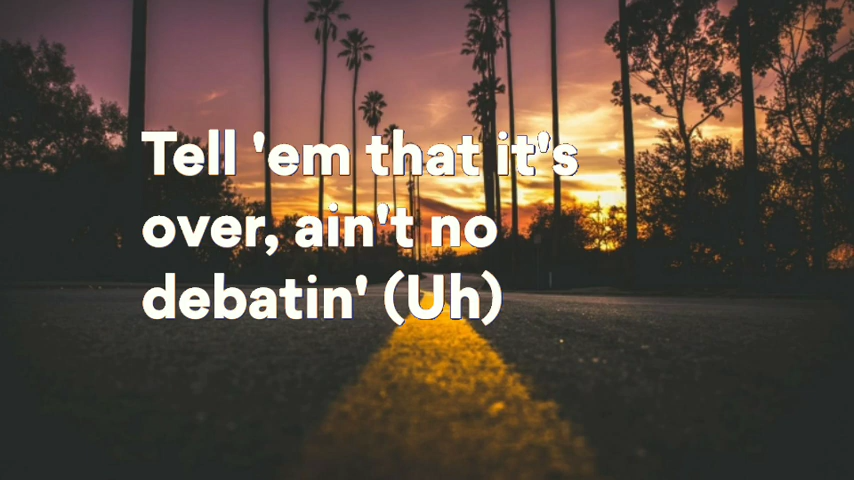 Tell 'em that it's
over, ain't no
debatin' (Uh)